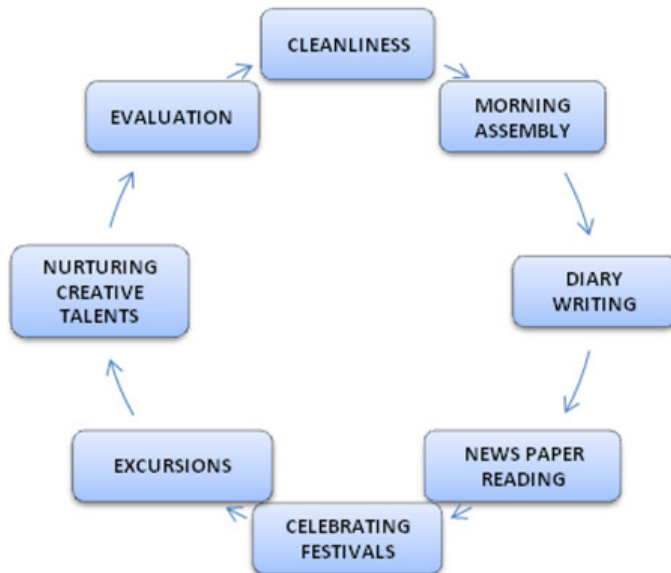 CLEANLINESS
MORNING
ASSEMBLY
DIARY
WRITING
NEWS PAPER
READING
CELEBRATING
FESTIVALS
EXCURSIONS
NURTURING
CREATIVE
TALENTS
EVALUATION